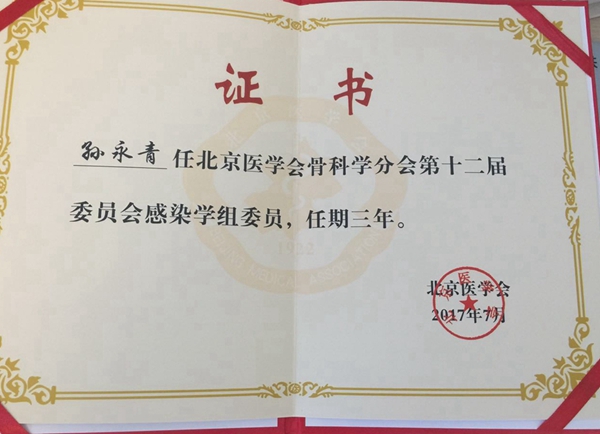 证 书
孙永青 任北京医学会骨科学分会第十二届
委员会感染学组委员，任期三年。
北京医学会
2017年7月
1922